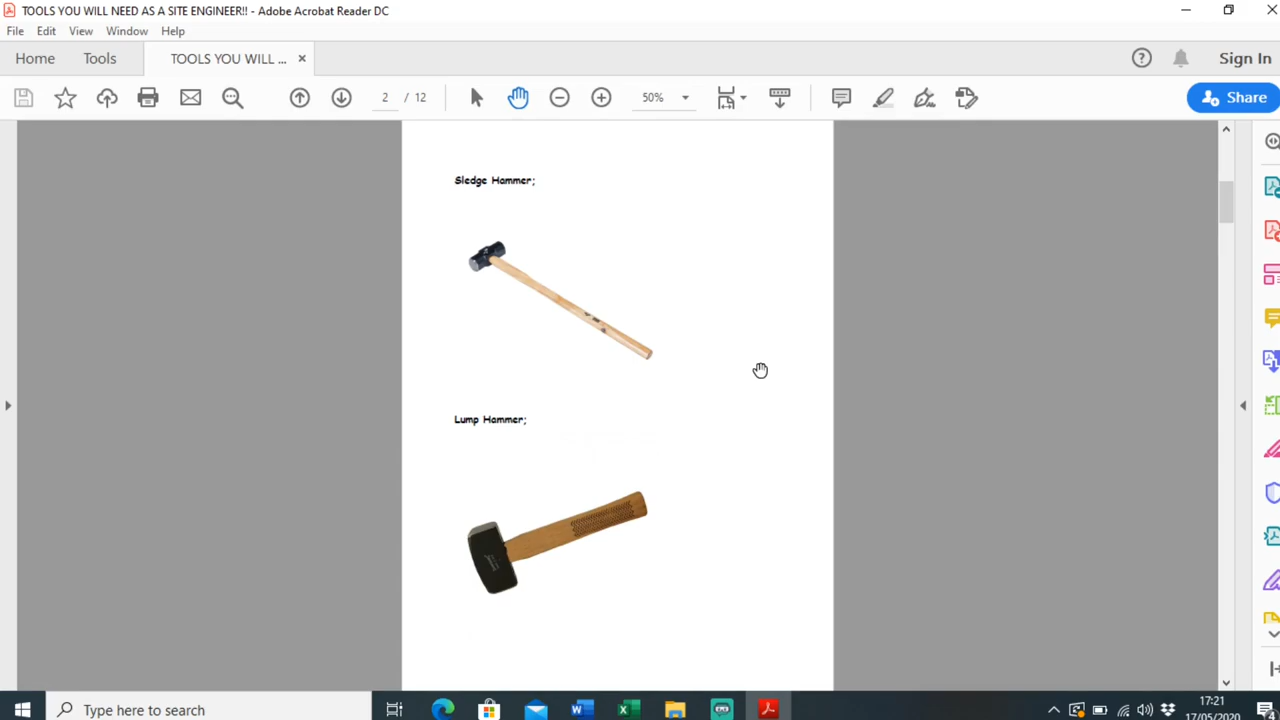 TOOLS YOU WILL NEED AS A SITE ENGINEER!! - Adobe Acrobat Reader DC
File Edit View Window Help
Home Tools TOOLS YOU WILL ... × Sign In
2 / 12 50% Share
Sledge Hammer;
Lump Hammer;
Type here to search
17:21
17/05/2020